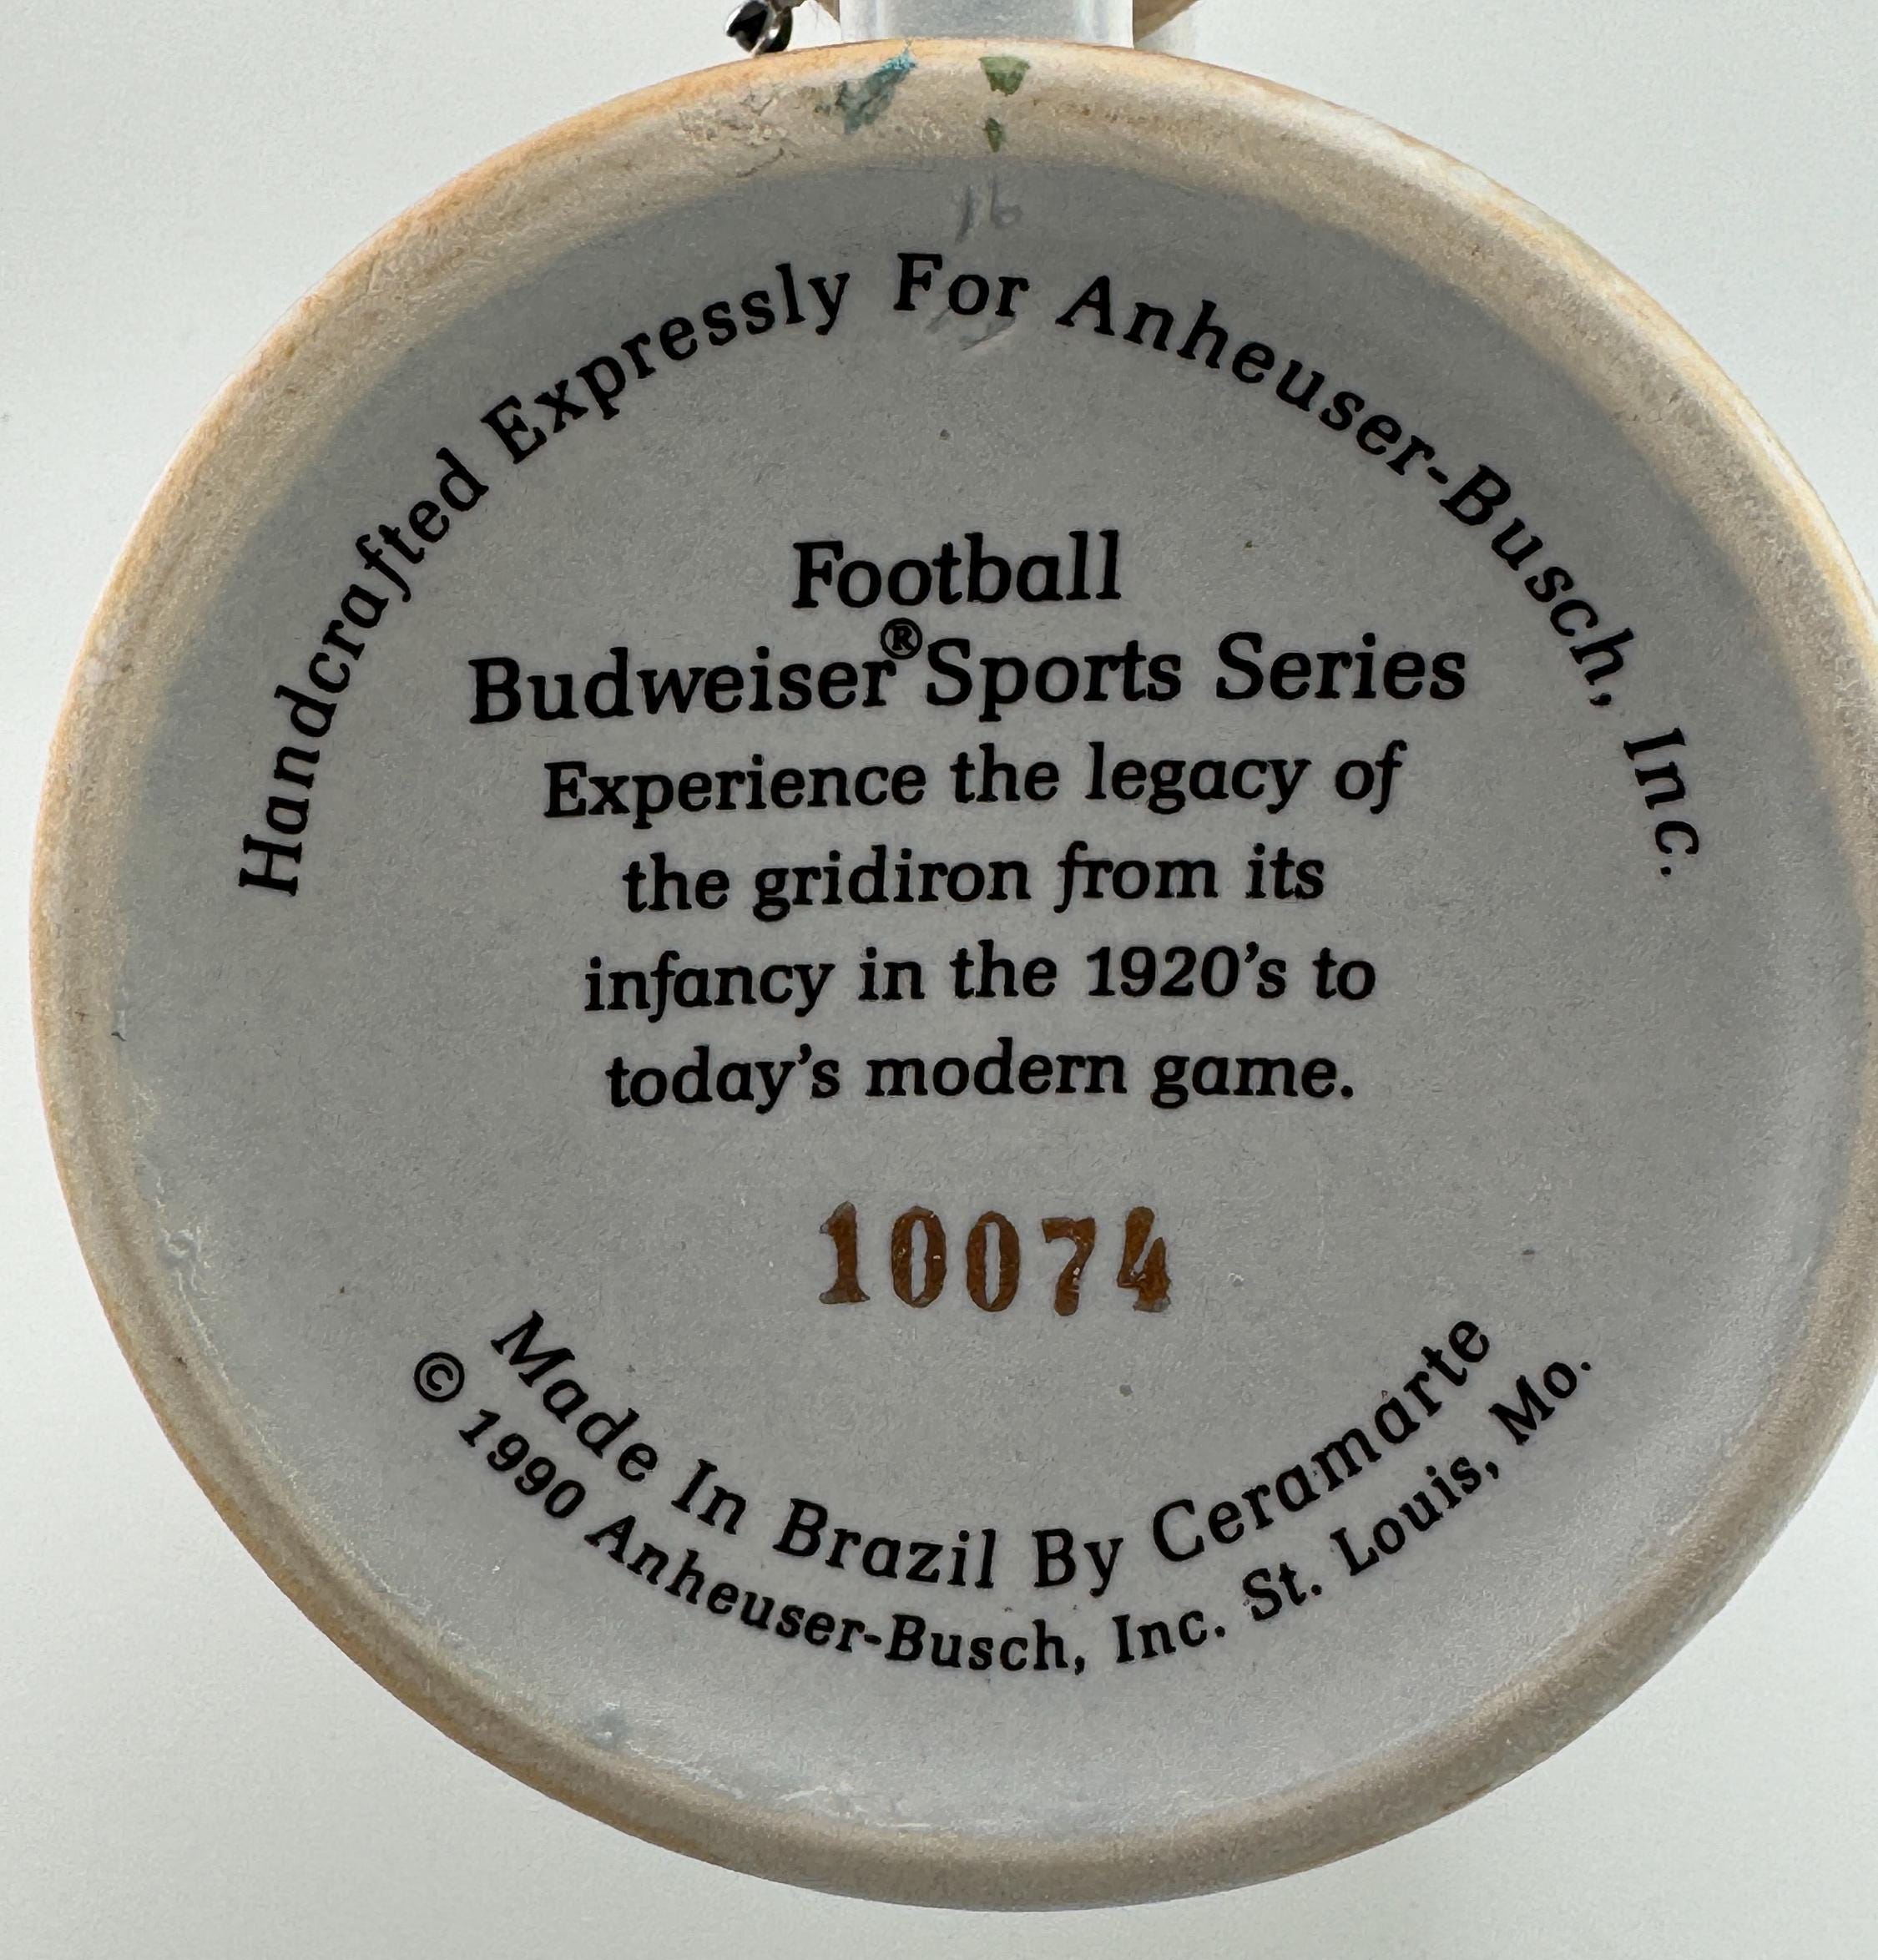 16
Handcrafted Expressly For Anheuser-Busch, Inc.
Football
Budweiser® Sports Series
Experience the legacy of
the gridiron from its
infancy in the 1920's to
today's modern game.
10074
Made In Brazil By Ceramarte
© 1990 Anheuser-Busch, Inc. St. Louis, Mo.